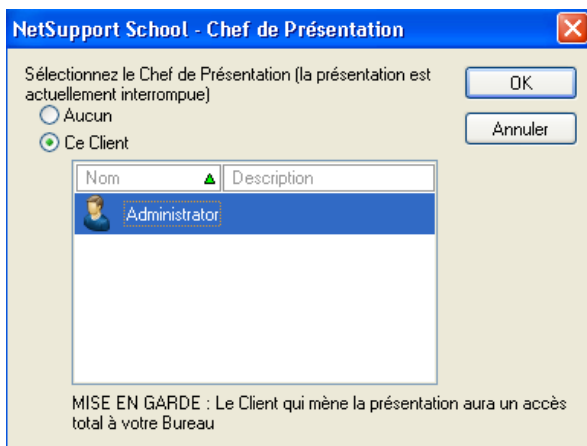 NetSupport School - Chef de Présentation
Sélectionnez le Chef de Présentation (la présentation est
actuellement interrompue)
OK
Aucun
Annuler
Ce Client
Nom Description
Administrator
MISE EN GARDE : Le Client qui mène la présentation aura un accès
total à votre Bureau